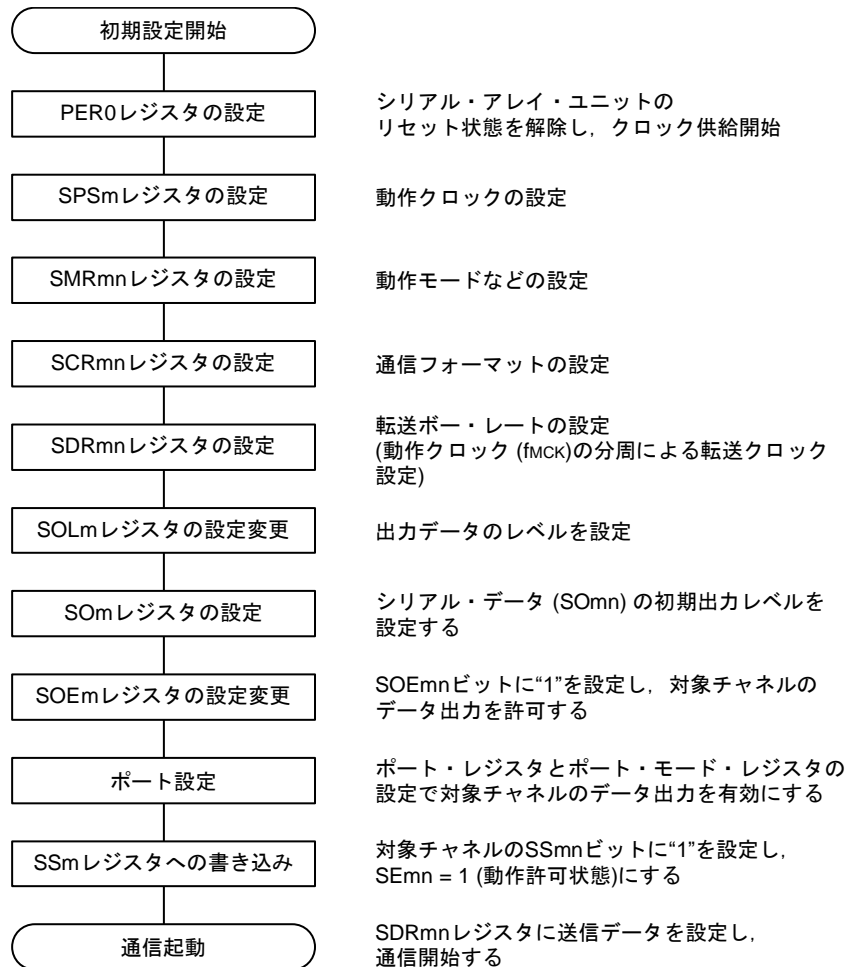 初期設定開始
PER0レジスタの設定
シリアル・アレイ・ユニットの
リセット状態を解除し，クロック供給開始
SPSmレジスタの設定
動作クロックの設定
SMRmnレジスタの設定
動作モードなどの設定
SCRmnレジスタの設定
通信フォーマットの設定
SDRmnレジスタの設定
転送ボー・レートの設定
(動作クロック (fMCK)の分周による転送クロック
設定)
SOLmレジスタの設定変更
出力データのレベルを設定
SOmレジスタの設定
シリアル・データ (SOmn) の初期出力レベルを
設定する
SOEmレジスタの設定変更
SOEmnビットに“1”を設定し，対象チャネルの
データ出力を許可する
ポート設定
ポート・レジスタとポート・モード・レジスタの
設定で対象チャネルのデータ出力を有効にする
SSmレジスタへの書き込み
対象チャネルのSSmnビットに“1”を設定し，
SEmn = 1 (動作許可状態)にする
通信起動
SDRmnレジスタに送信データを設定し，
通信開始する